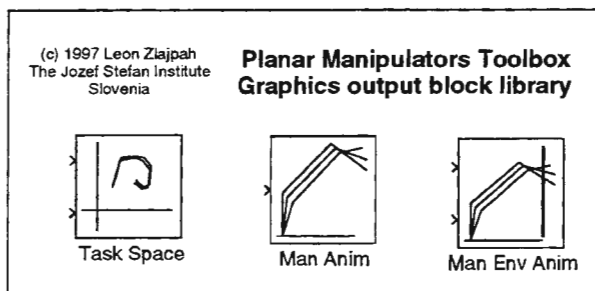 (c) 1997 Leon Zlajpah
The Jozef Stefan Institute
Slovenia
Planar Manipulators Toolbox
Graphics output block library
Task Space
Man Anim
Man Env Anim